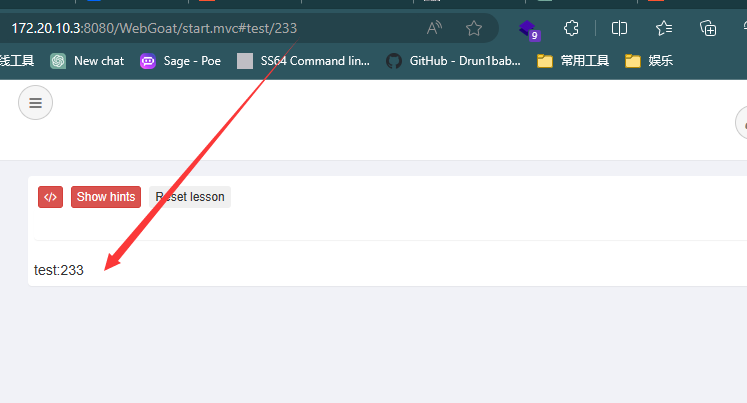 172.20.10.3:8080/WebGoat/start.mvc#test/233
9
线工具 New chat Sage - Poe SS64 Command lin... GitHub - Drun1bab... 常用工具 娱乐
</> Show hints Reset lesson
test:233